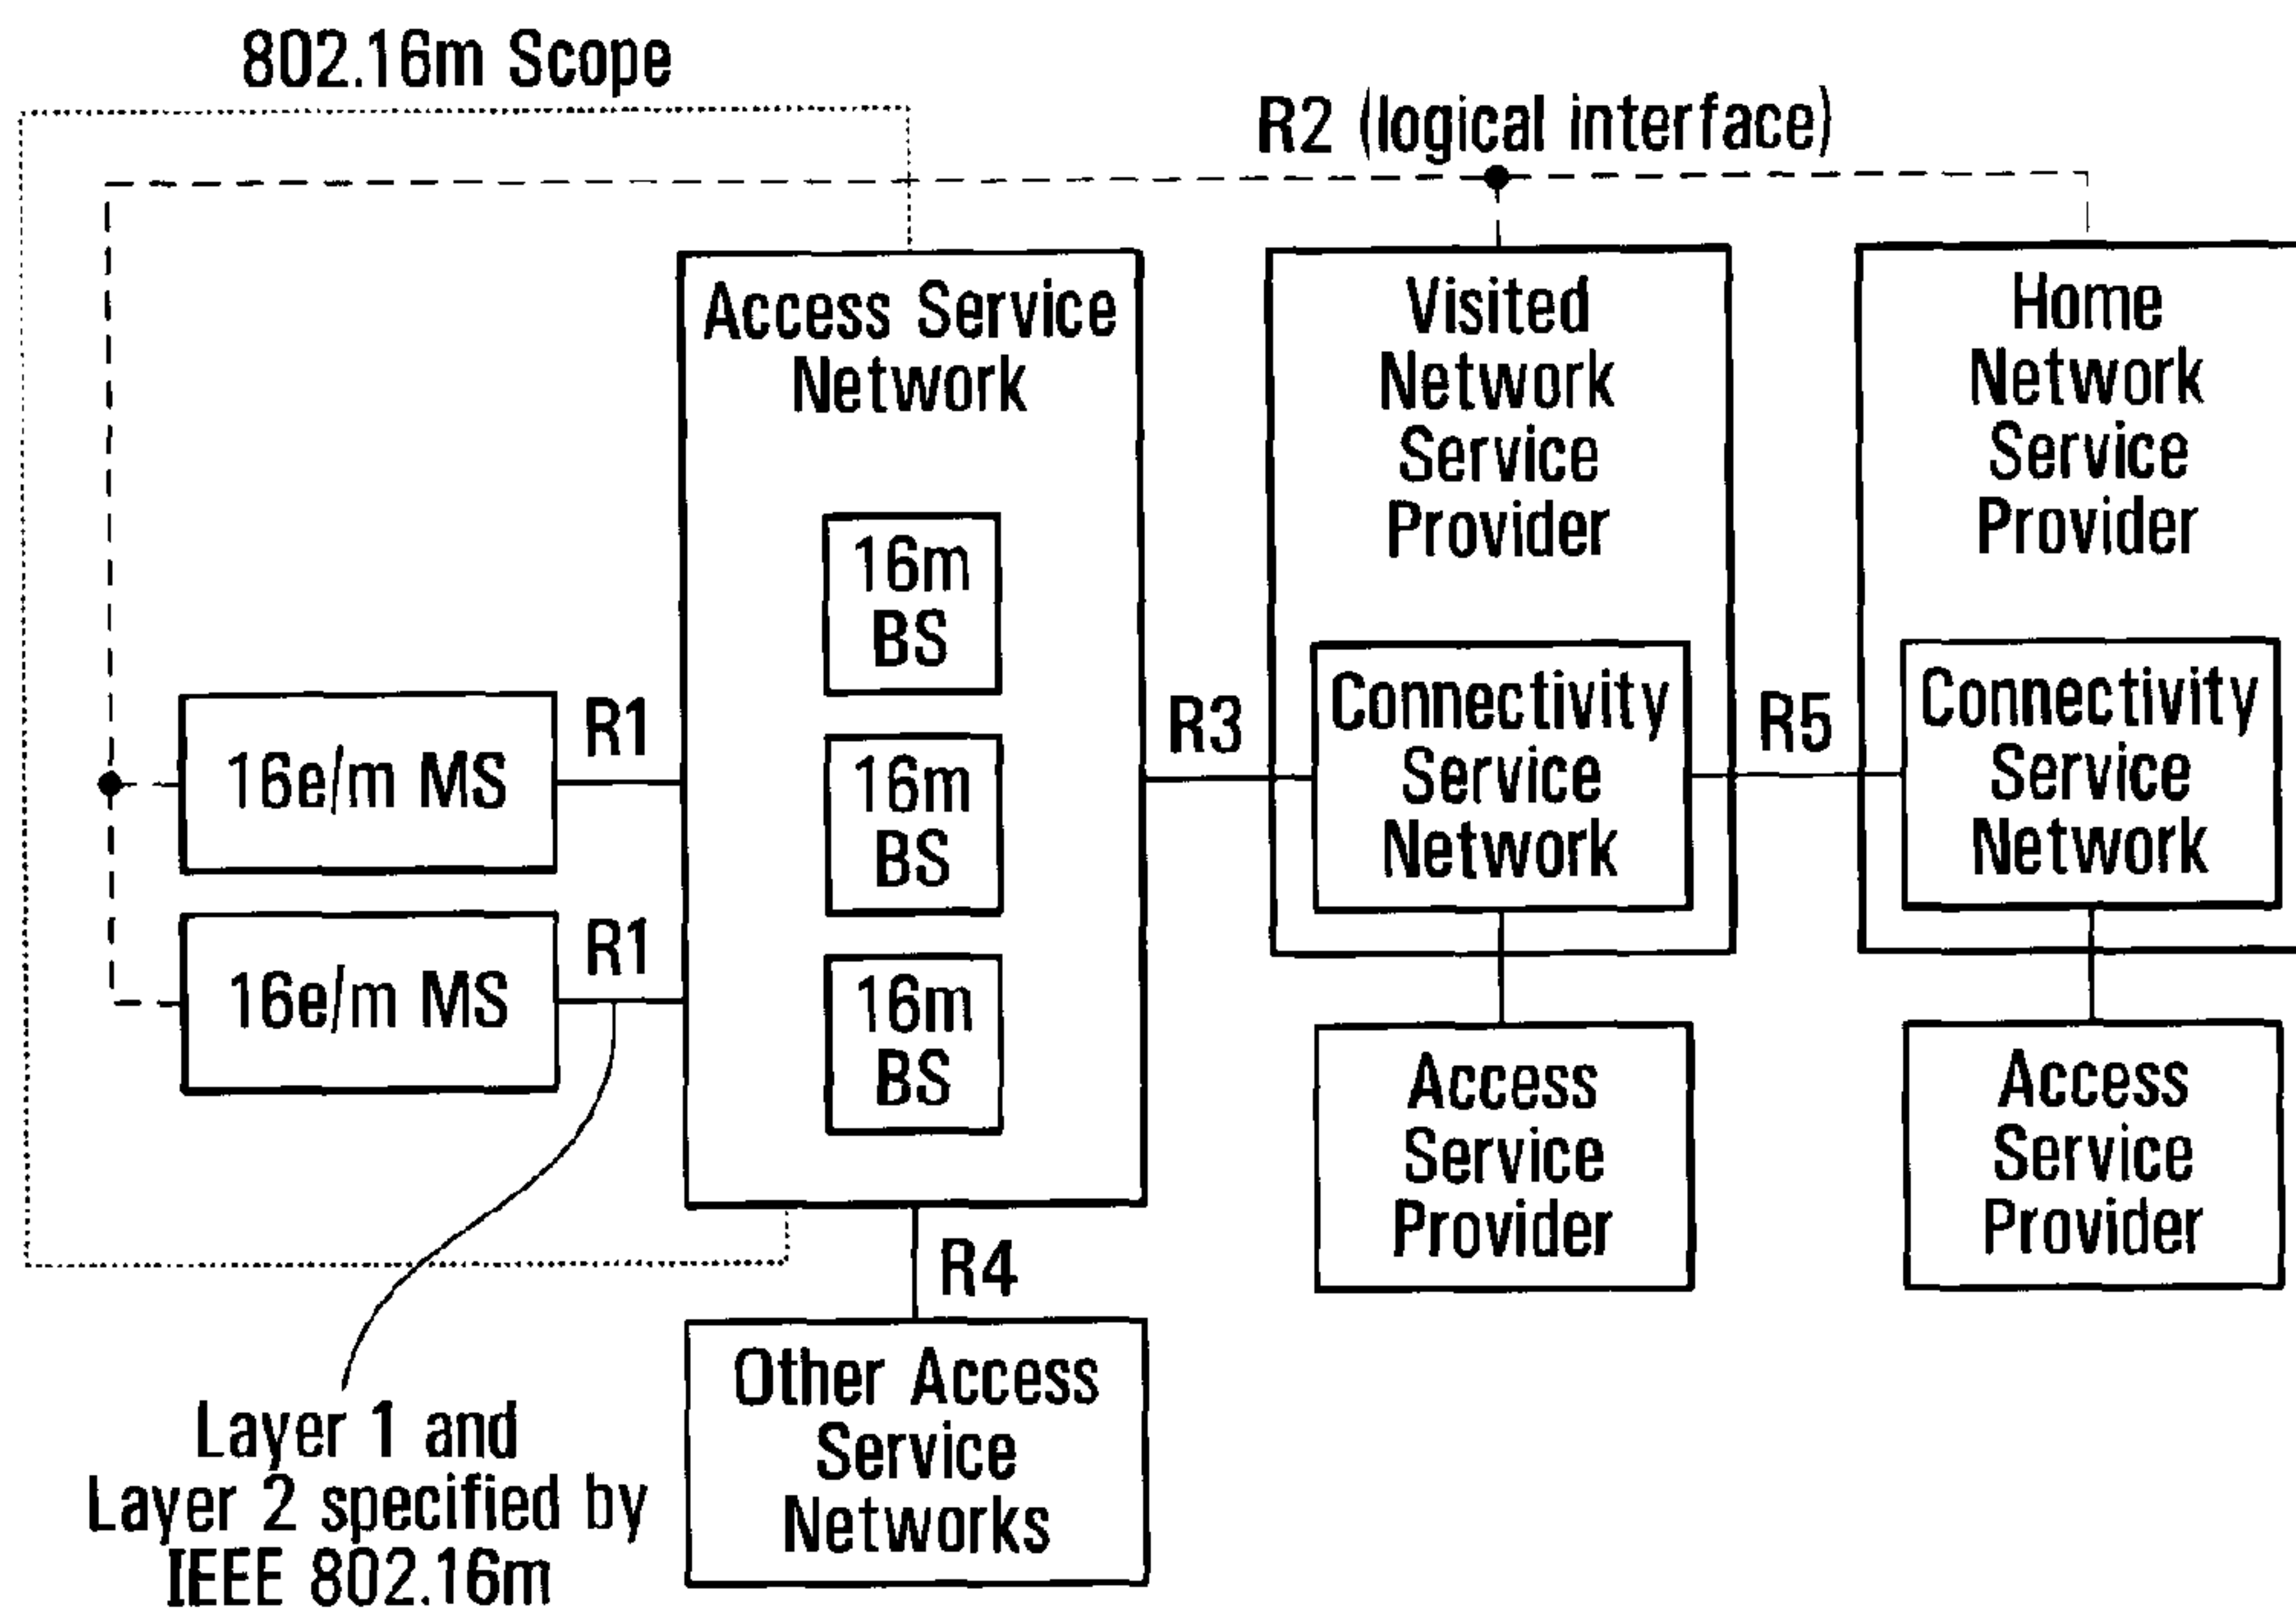 802.16m Scope
R2 (logical interface)
Access Service
Network
16m
BS
16m
BS
16m
BS
Visited
Network
Service
Provider
Home
Network
Service
Provider
16e/m MS
R1
16e/m MS
R1
R3
Connectivity
Service
Network
R5
Connectivity
Service
Network
Access
Service
Provider
Access
Service
Provider
R4
Other Access
Service
Networks
Layer 1 and
Layer 2 specified by
IEEE 802.16m